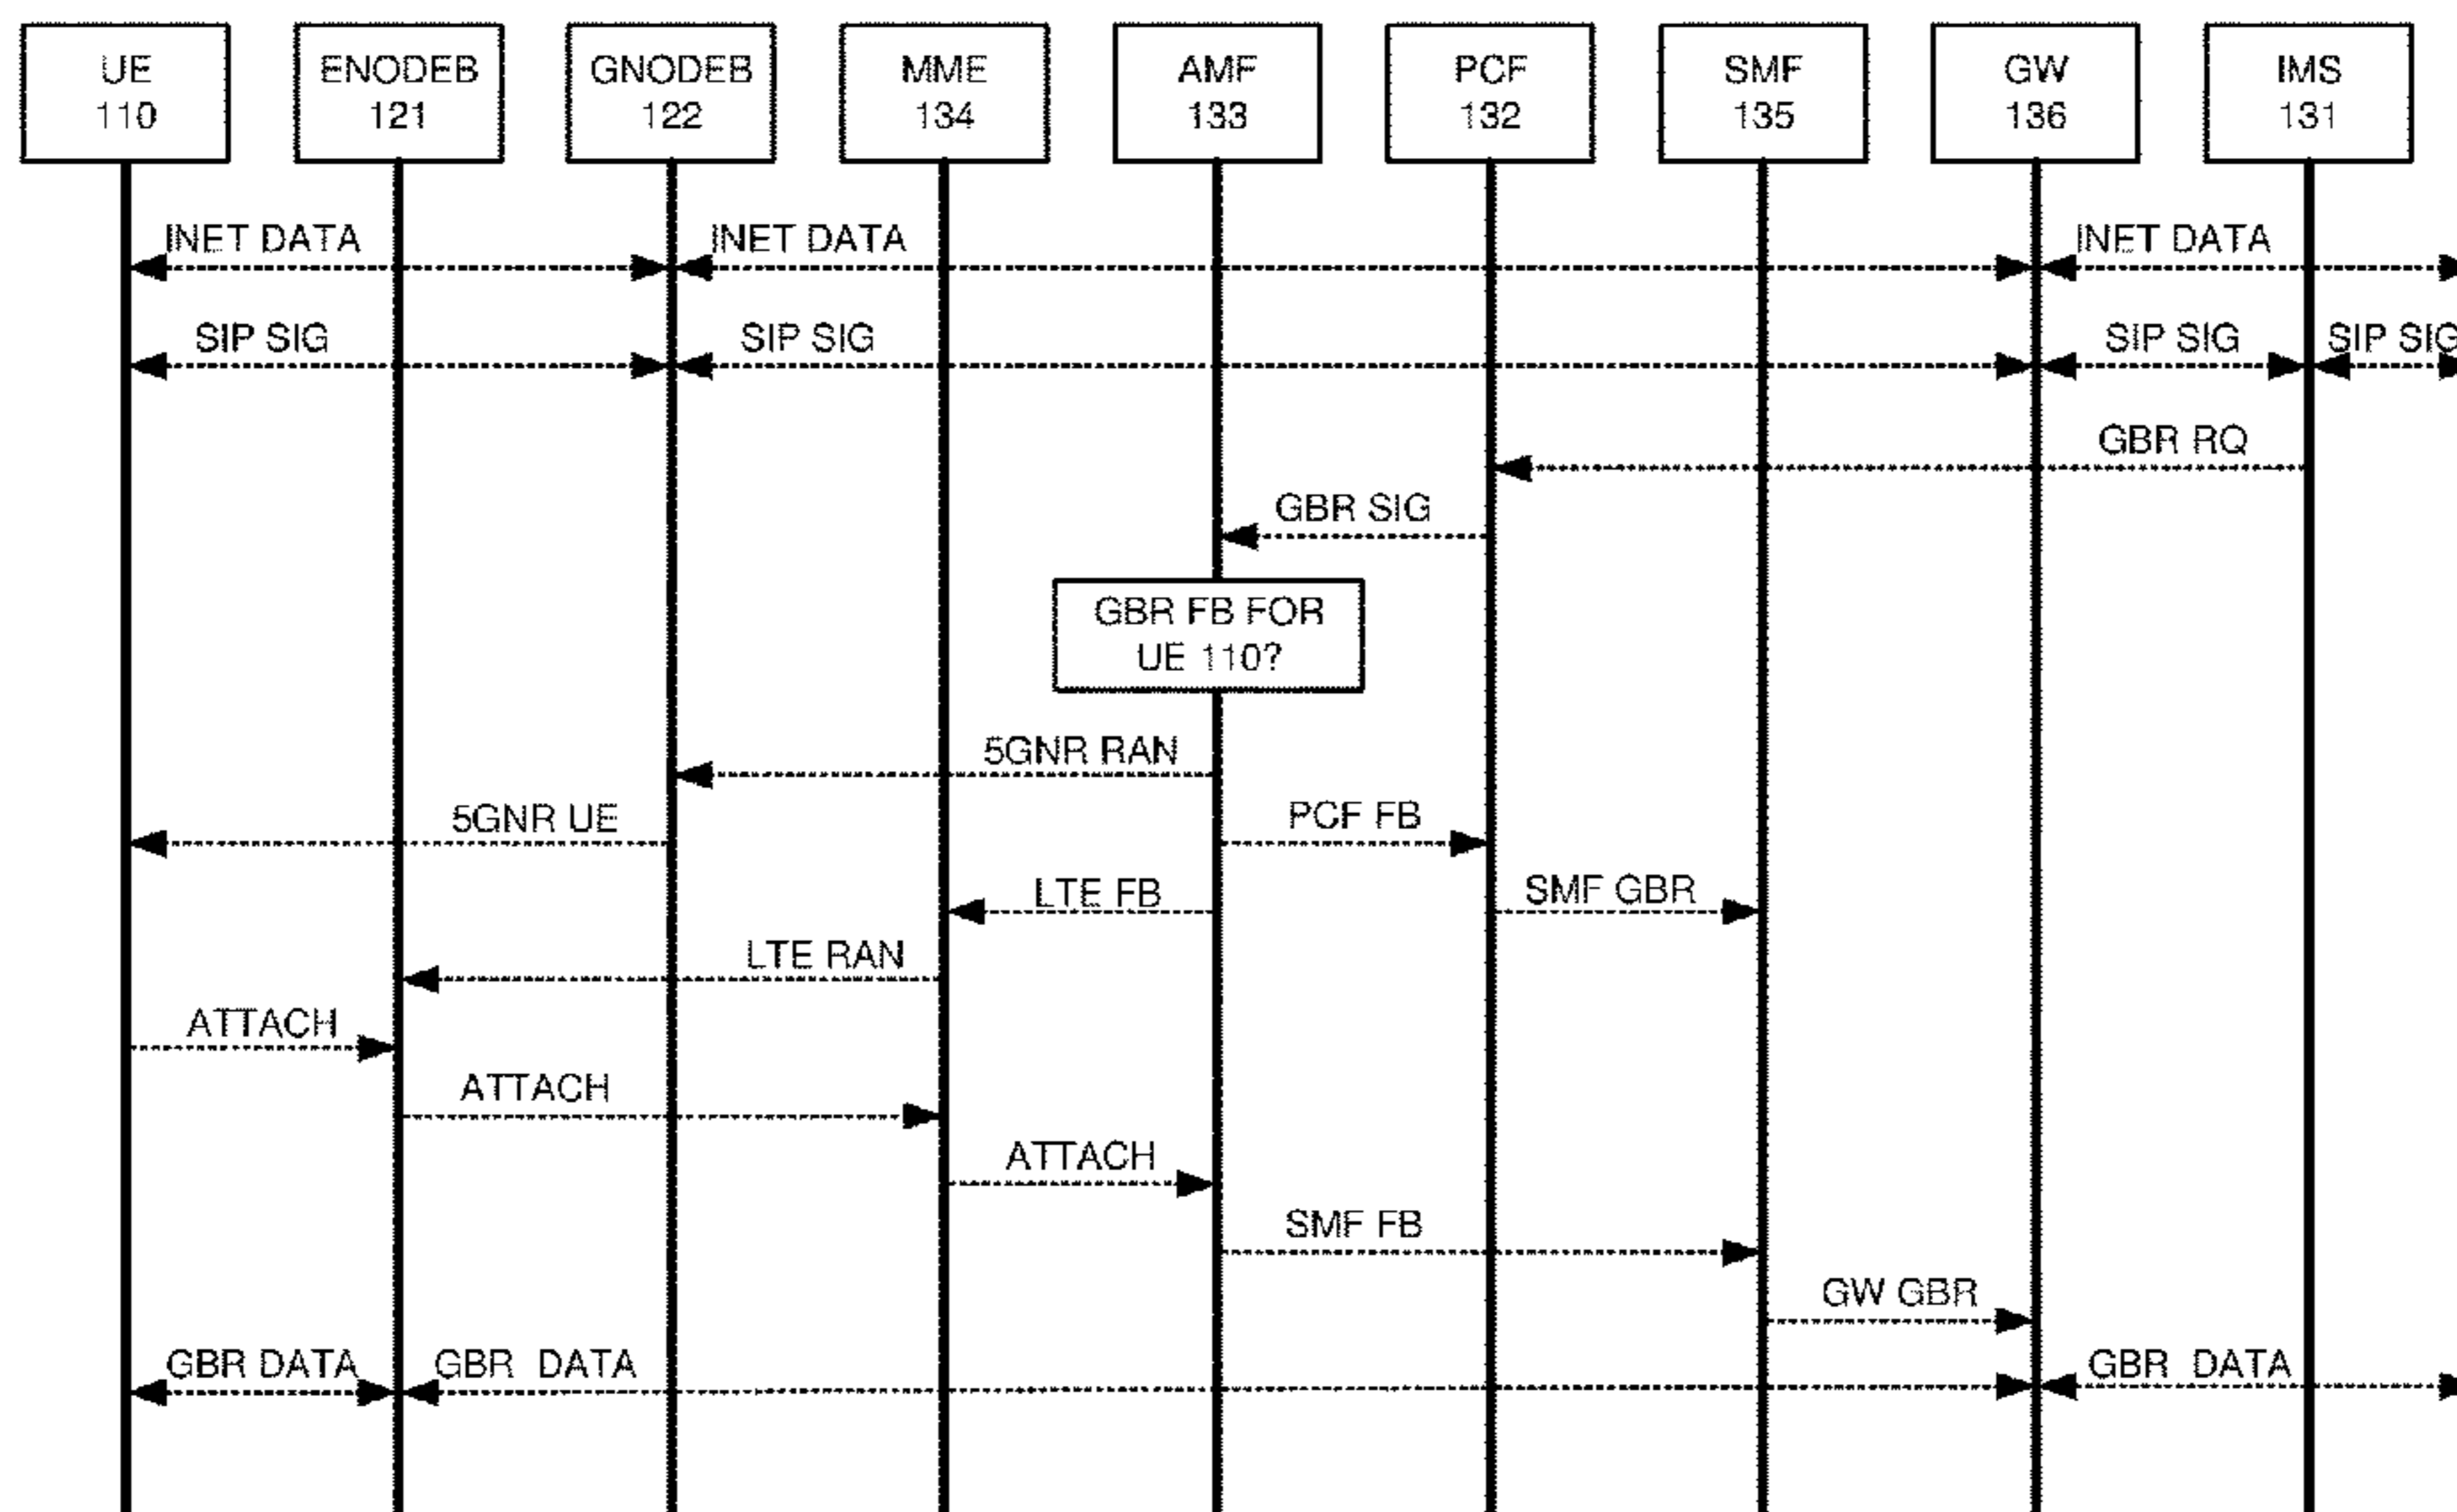 UE ENODEB GNODEB MME AMF PCF SMF GW IMS
110 121 122 134 133 132 135 136 131
INET DATA INET DATA INET DATA
SIP SIG SIP SIG SIP SIG SIP SIG
GBR RQ
GBR SIG
GBR FB FOR
UE 110?
5GNR RAN
5GNR UE PCF FB
LTE FB SMF GBR
LTE RAN
ATTACH
ATTACH
ATTACH
SMF FB
GW GBR
GBR DATA GBR DATA GBR DATA